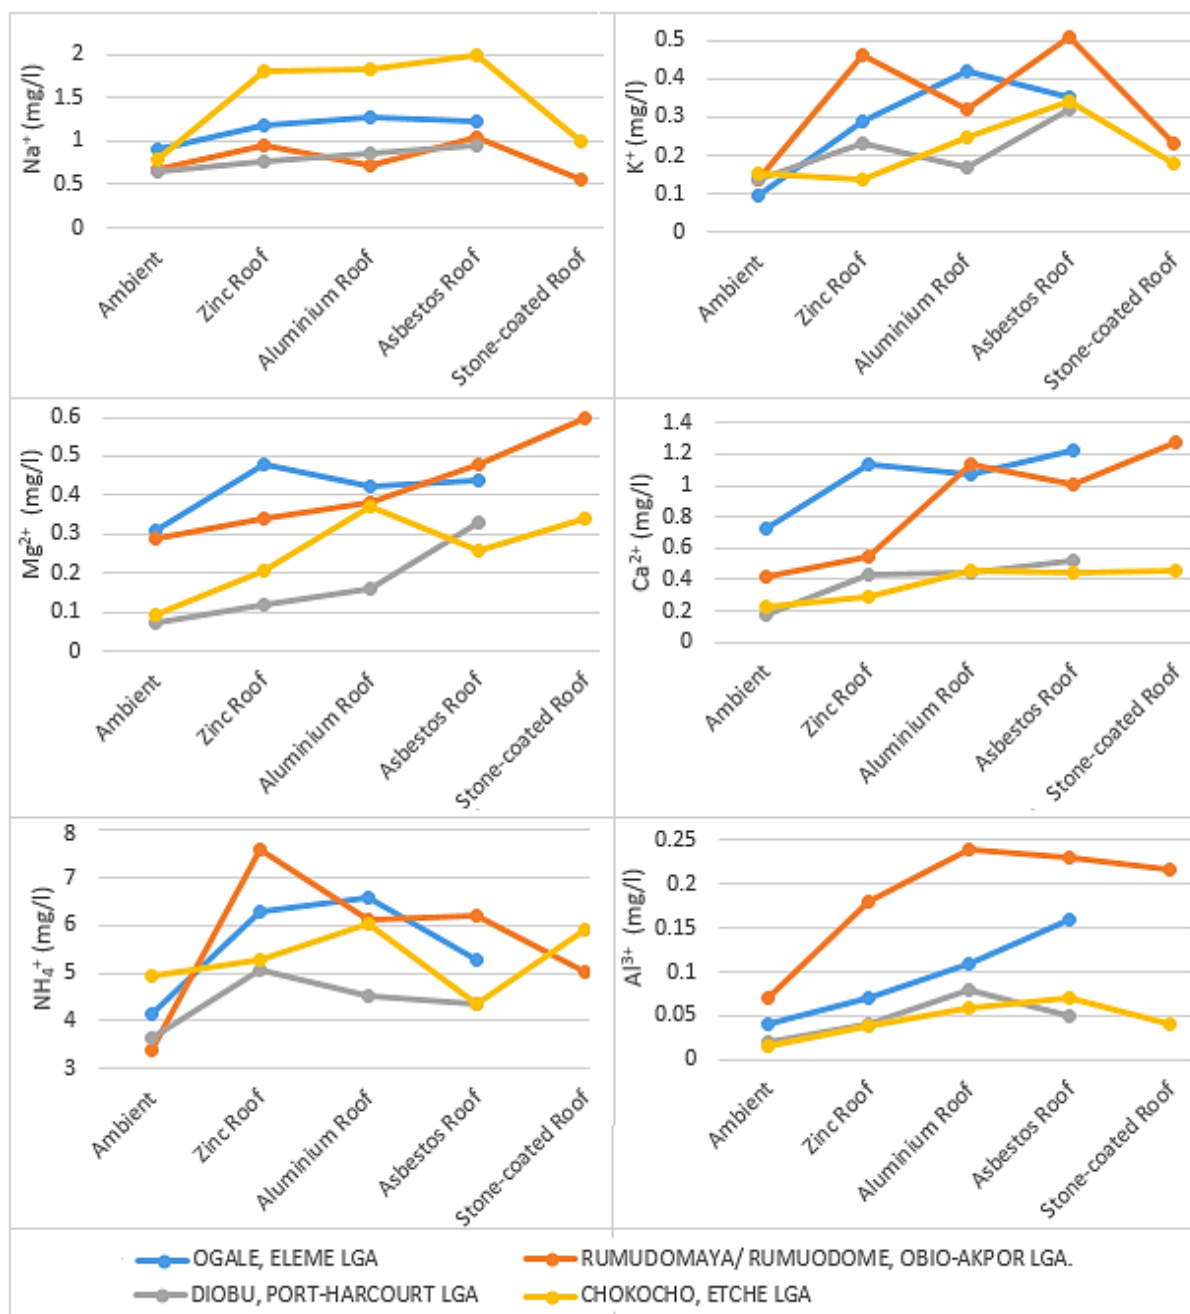 Na⁺ (mg/l)
2
1.5
1
0.5
0
Ambient
Zinc Roof
Aluminium Roof
Asbestos Roof
Stone-coated Roof
K⁺ (mg/l)
0.5
0.4
0.3
0.2
0.1
0
Ambient
Zinc Roof
Aluminium Roof
Asbestos Roof
Stone-coated Roof
Mg²⁺ (mg/l)
0.6
0.5
0.4
0.3
0.2
0.1
0
Ambient
Zinc Roof
Aluminium Roof
Asbestos Roof
Stone-coated Roof
Ca²⁺ (mg/l)
1.4
1.2
1
0.8
0.6
0.4
0.2
0
Ambient
Zinc Roof
Aluminium Roof
Asbestos Roof
Stone-coated Roof
NH₄⁺ (mg/l)
8
7
6
5
4
3
Ambient
Zinc Roof
Aluminium Roof
Asbestos Roof
Stone-coated Roof
Al³⁺ (mg/l)
0.25
0.2
0.15
0.1
0.05
0
Ambient
Zinc Roof
Aluminium Roof
Asbestos Roof
Stone-coated Roof
OGALE, ELEME LGA
RUMUDOMAYA/ RUMUODOME, OBIO-AKPOR LGA.
DIOBU, PORT-HARCOURT LGA
CHOKOCHO, ETCHE LGA